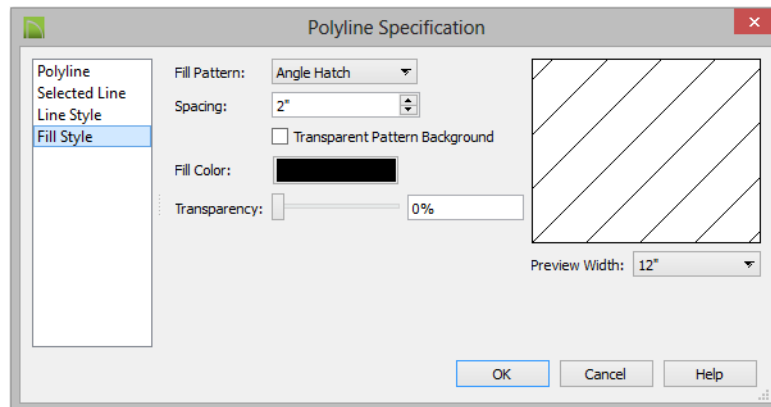 Polyline Specification
Polyline
Selected Line
Line Style
Fill Style
Fill Pattern: Angle Hatch
Spacing: 2"
Transparent Pattern Background
Fill Color:
Transparency: 0%
Preview Width: 12"
OK Cancel Help